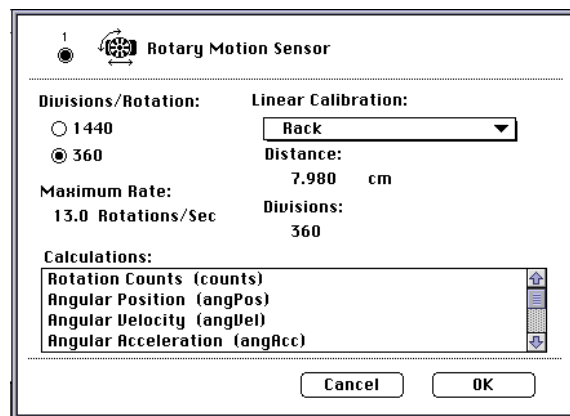 1
Rotary Motion Sensor
Divisions/Rotation:
1440
360
Maximum Rate:
13.0 Rotations/Sec
Linear Calibration:
Rack
Distance:
7.980 cm
Divisions:
360
Calculations:
Rotation Counts (counts)
Angular Position (angPos)
Angular Velocity (angVel)
Angular Acceleration (angAcc)
Cancel
OK